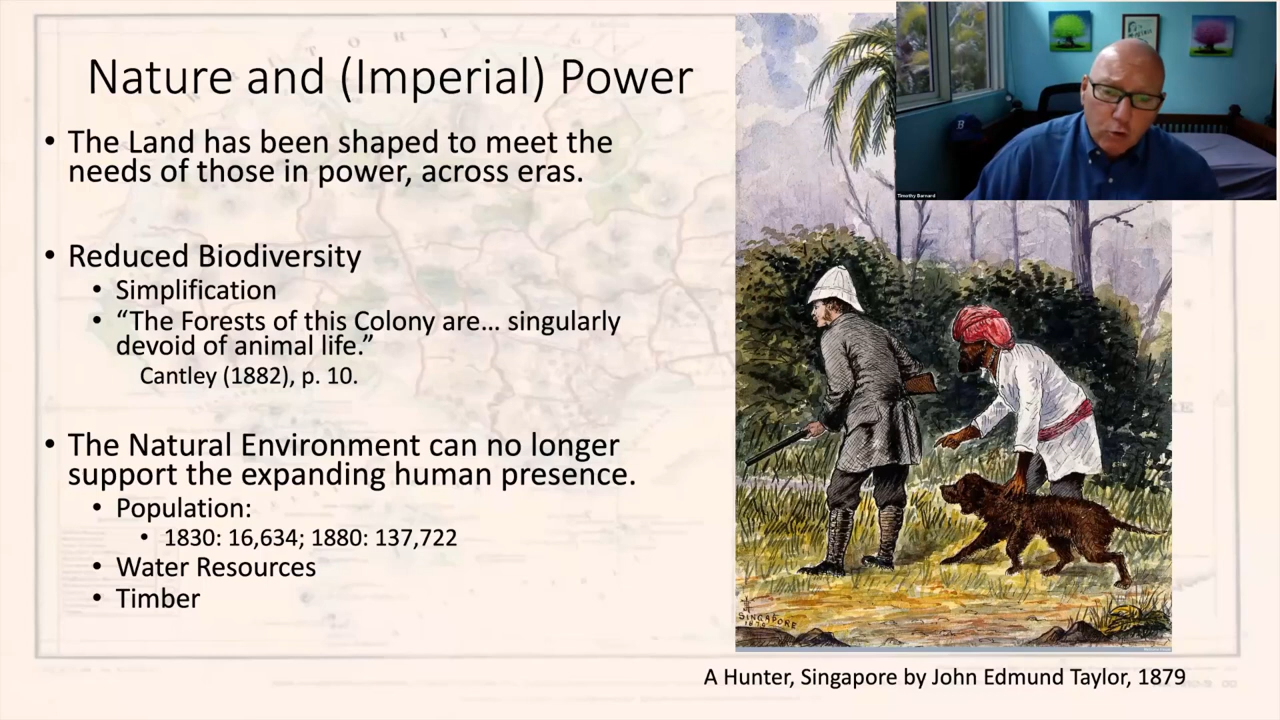 Nature and (Imperial) Power
• The Land has been shaped to meet the
needs of those in power, across eras.
• Reduced Biodiversity
• Simplification
• “The Forests of this Colony are… singularly
devoid of animal life.”
Cantley (1882), p. 10.
• The Natural Environment can no longer
support the expanding human presence.
• Population:
• 1830: 16,634; 1880: 137,722
• Water Resources
• Timber
Timothy Barnard
B
SINGAPORE
A Hunter, Singapore by John Edmund Taylor, 1879